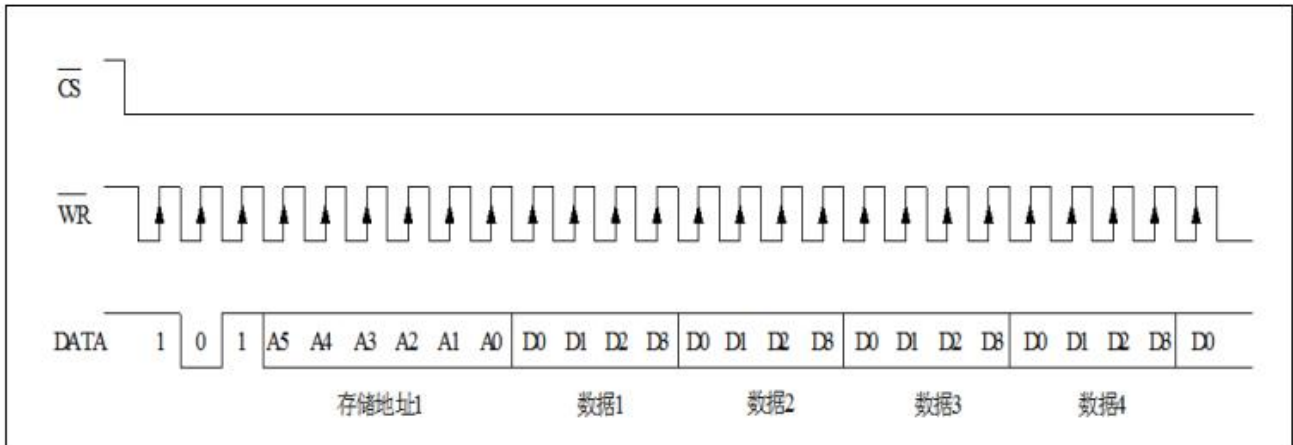 CS
WR
DATA 1 0 1 A5 A4 A3 A2 A1 A0 D0 D1 D2 D3 D0 D1 D2 D3 D0 D1 D2 D3 D0 D1 D2 D3 D0
存储地址1 数据1 数据2 数据3 数据4